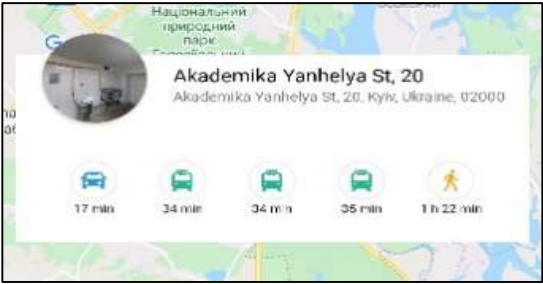 Національний
природний
парк
G
Akademika Yanhelya St, 20
Akademika Yanhelya St, 20, Kyiv, Ukraine, 02000
17 min
34 min
34 min
35 min
1 h 22 min